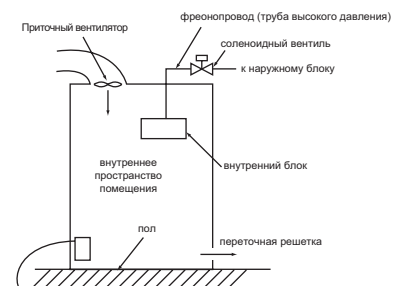 фреонопровод (труба высокого давления)
Приточный вентилятор
соленоидный вентиль
к наружному блоку
внутренний блок
внутреннее
пространство
помещения
пол
переточная решетка